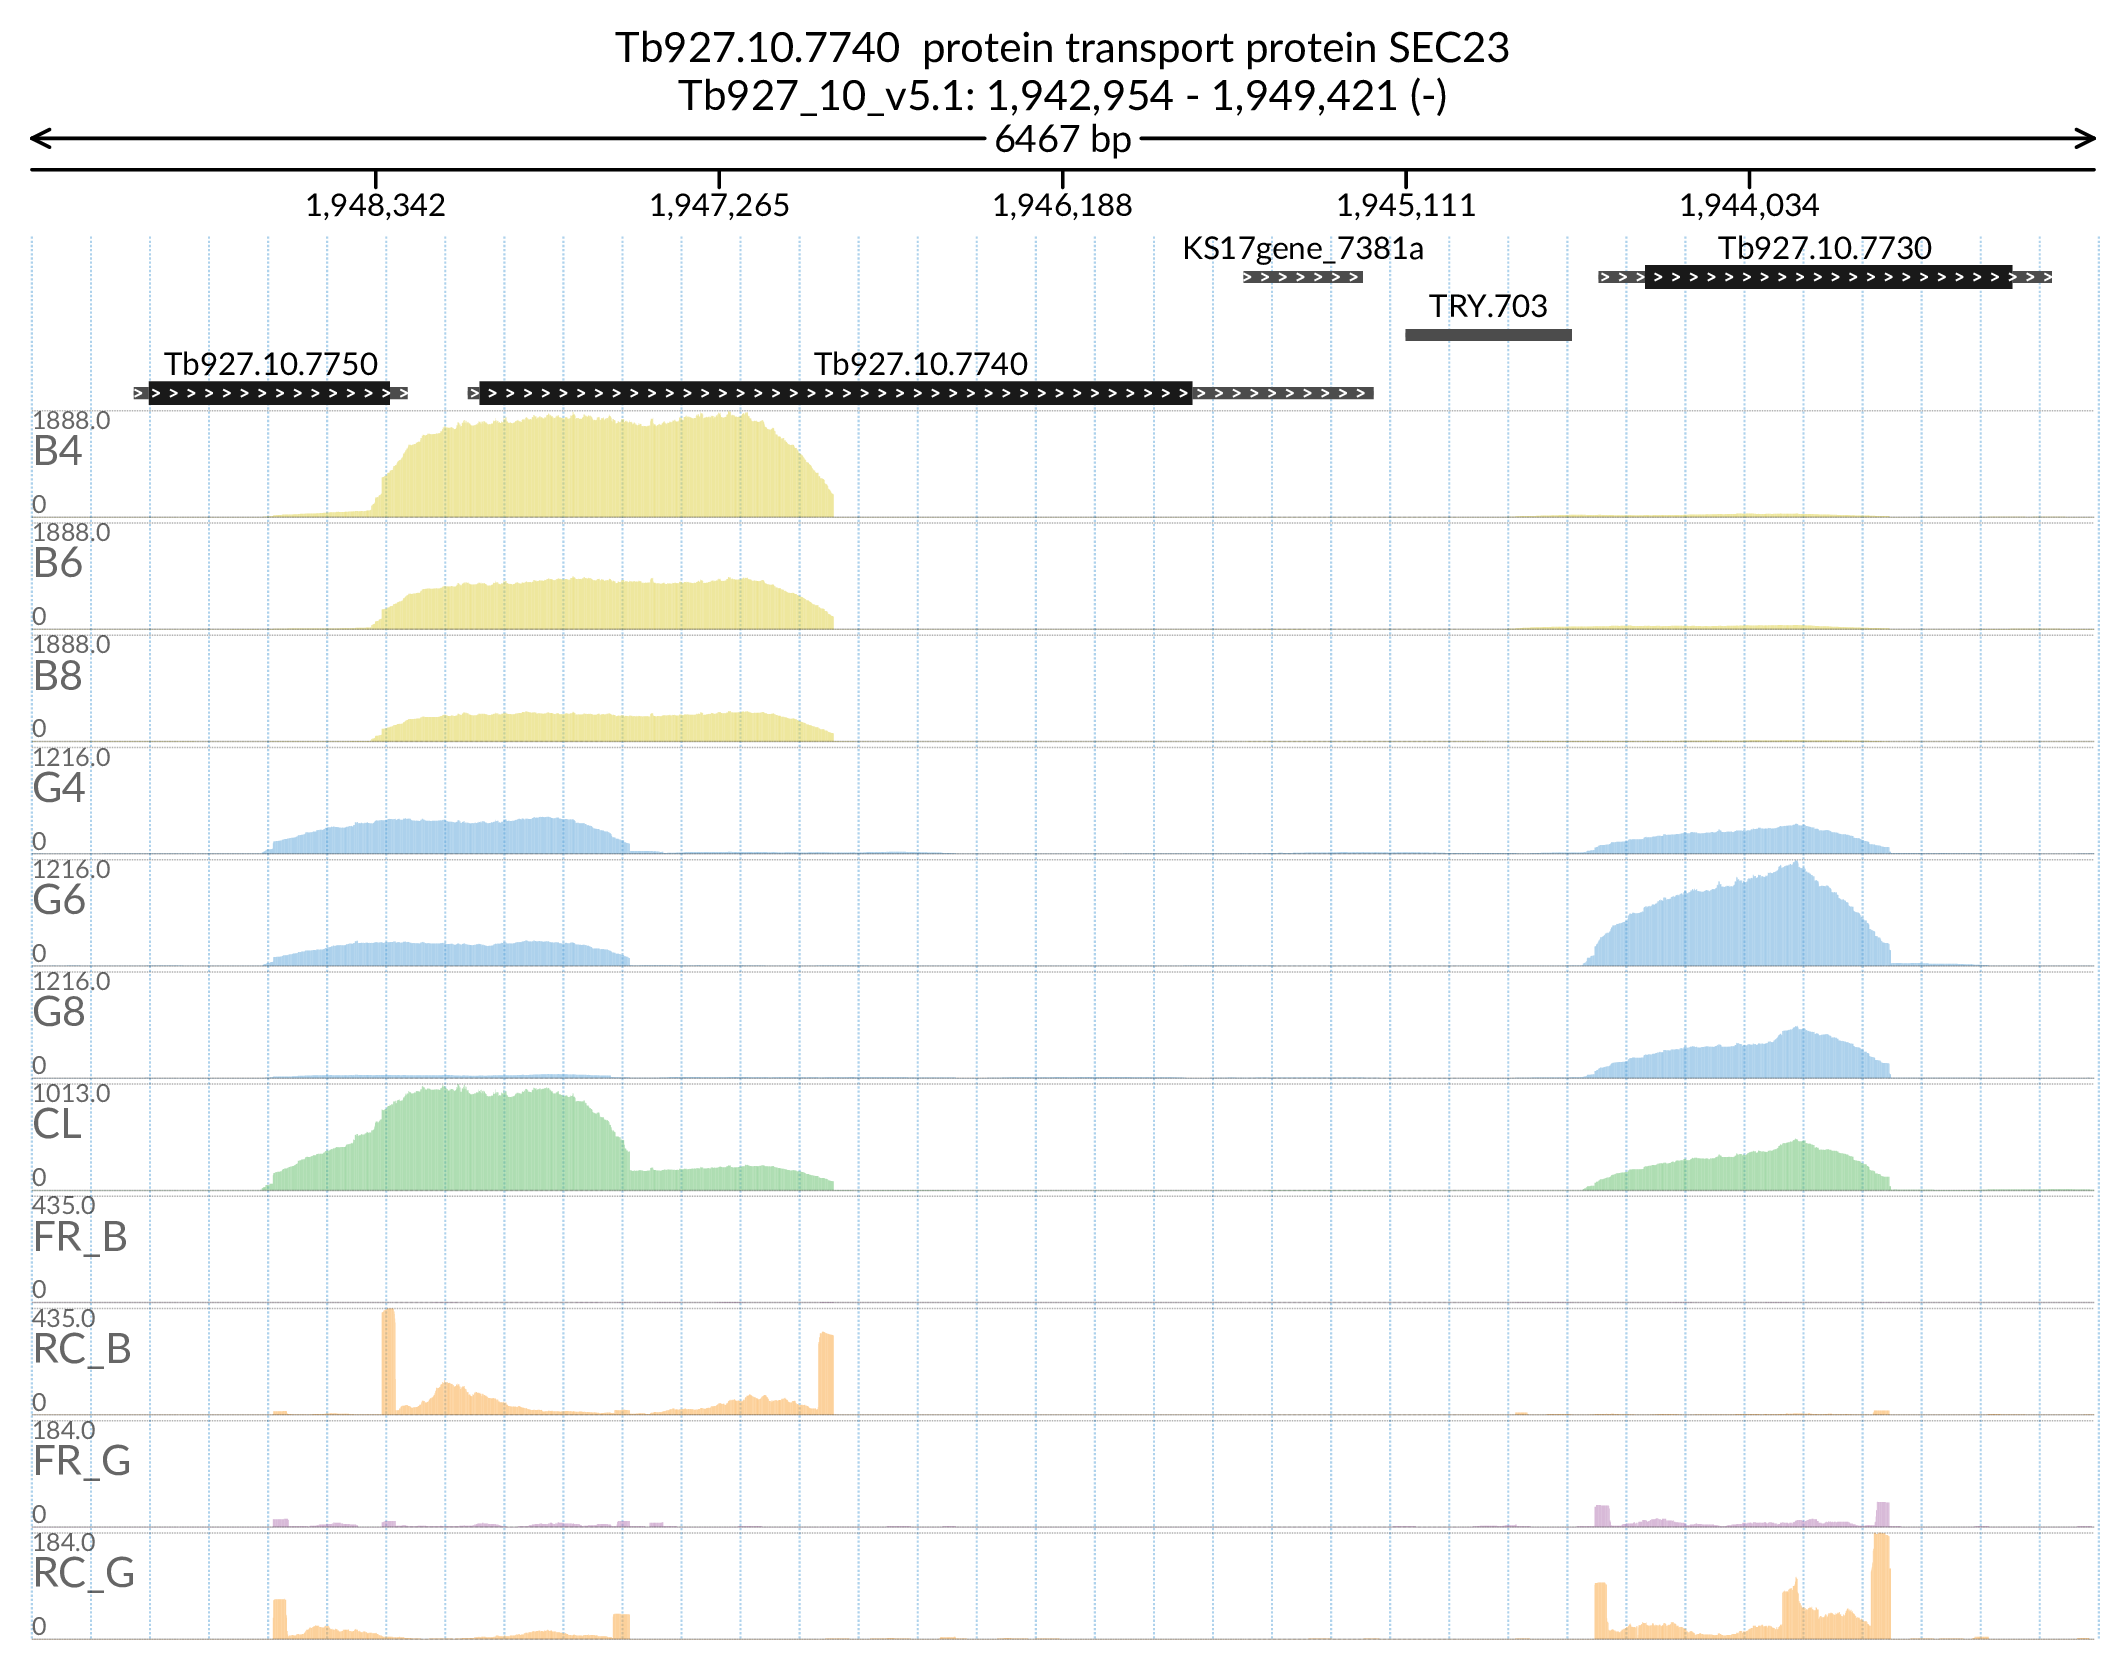 Tb927.10.7740 protein transport protein SEC23
Tb927_10_v5.1: 1,942,954 - 1,949,421 (-)
6467 bp
1,948,342 1,947,265 1,946,188 1,945,111 1,944,034
KS17gene_7381a Tb927.10.7730
TRY.703
Tb927.10.7750 Tb927.10.7740
1888.0
B4
0
1888.0
B6
0
1888.0
B8
0
1216.0
G4
0
1216.0
G6
0
1216.0
G8
0
1013.0
CL
0
435.0
FR_B
0
435.0
RC_B
0
184.0
FR_G
0
184.0
RC_G
0